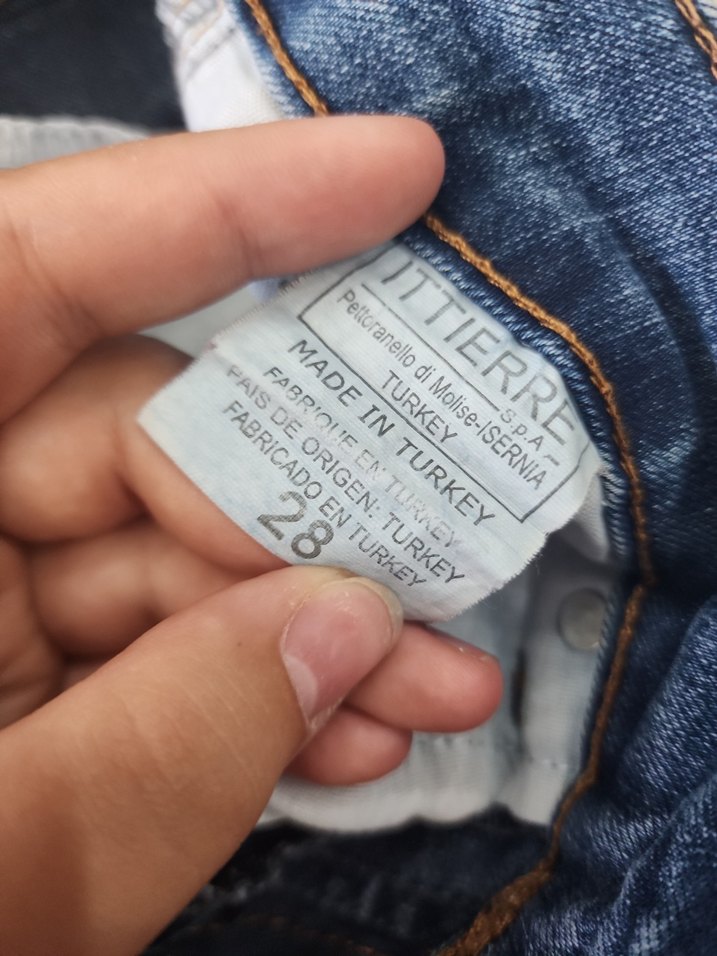 ITTIERRE
S.p.A~
Pettoranello di Molise-ISERNIA
TURKEY
MADE IN TURKEY
FABRIQUE EN TURKEY
PAIS DE ORIGEN: TURKEY
FABRICADO EN TURKEY
28